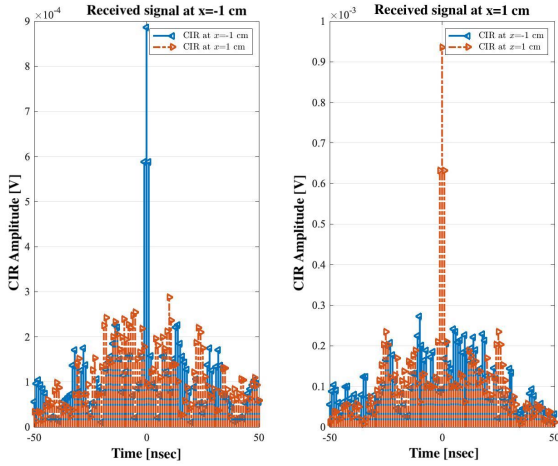 Received signal at x=-1 cm
×10⁻⁴
CIR at x=-1 cm
CIR at x=1 cm
9
8
7
6
5
4
3
2
1
0
CIR Amplitude [V]
-50
0
50
Time [nsec]
Received signal at x=1 cm
×10⁻³
CIR at x=-1 cm
CIR at x=1 cm
1
0.9
0.8
0.7
0.6
0.5
0.4
0.3
0.2
0.1
0
CIR Amplitude [V]
-50
0
50
Time [nsec]